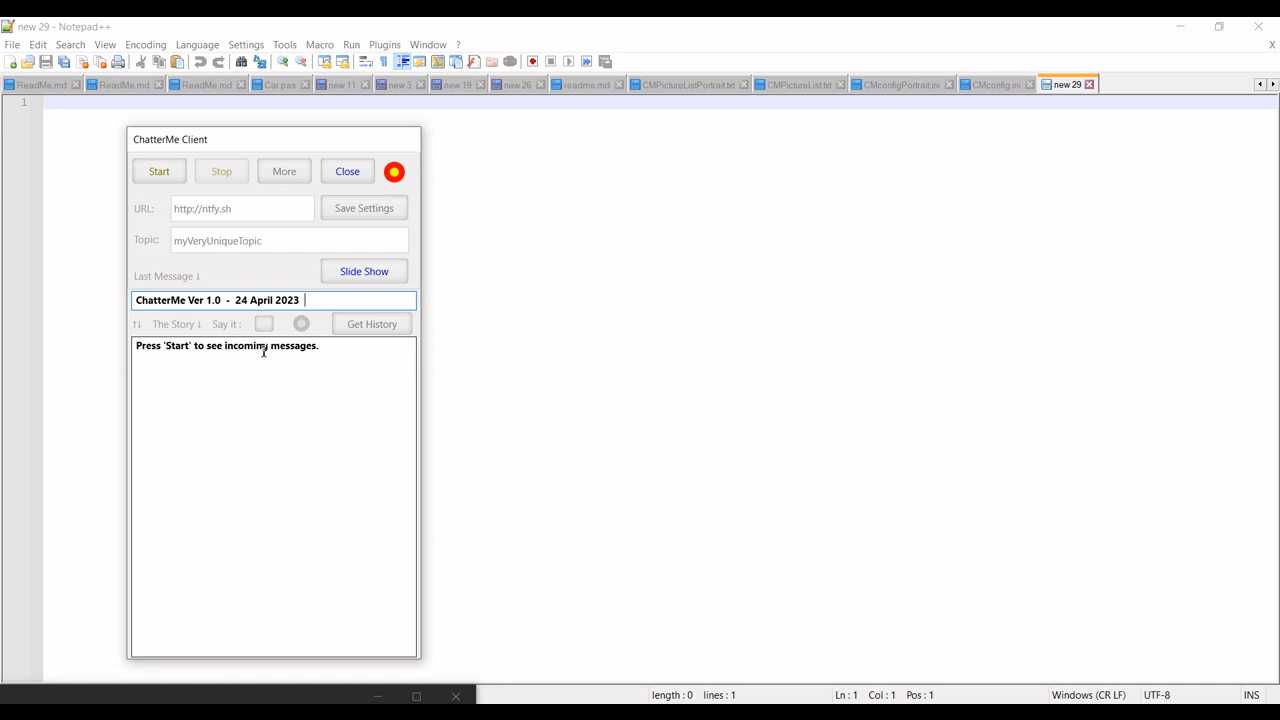 new 29 - Notepad++
File Edit Search View Encoding Language Settings Tools Macro Run Plugins Window ? X
ReadMe.md ReadMe.md ReadMe.md Car.pas new 11 new 3 new 19 new 26 readme.md CMPictureListPortrait.txt CMPictureList.txt CMconfigPortrait.ini CMconfig.ini new 29
1
ChatterMe Client
Start Stop More Close
URL: http://ntfy.sh Save Settings
Topic: myVeryUniqueTopic
Last Message ↓ Slide Show
ChatterMe Ver 1.0 - 24 April 2023
↑↓ The Story ↓ Say it : Get History
Press 'Start' to see incoming messages.
length : 0 lines : 1 Ln : 1 Col : 1 Pos : 1 Windows (CR LF) UTF-8 INS